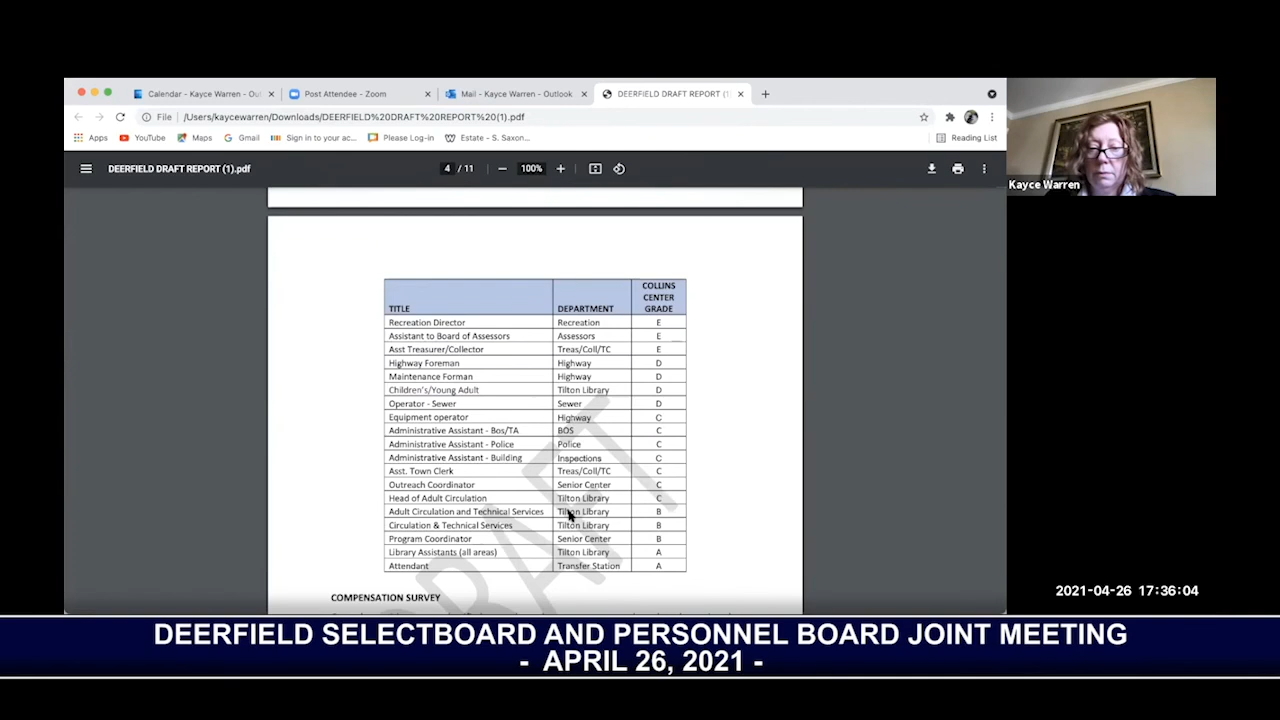 Calendar - Kayce Warren - Ou
Post Attendee - Zoom
Mail - Kayce Warren - Outlook
DEERFIELD DRAFT REPORT (1).p
File | /Users/kaycewarren/Downloads/DEERFIELD%20DRAFT%20REPORT%20(1).pdf
Apps YouTube Maps Gmail Sign in to your ac... Please Log-in Estate - S. Saxon... Reading List
DEERFIELD DRAFT REPORT (1).pdf 4 / 11 100%
Kayce Warren
TITLE DEPARTMENT COLLINS CENTER GRADE
Recreation Director Recreation E
Assistant to Board of Assessors Assessors E
Asst Treasurer/Collector Treas/Coll/TC E
Highway Foreman Highway D
Maintenance Forman Highway D
Children's/Young Adult Tilton Library D
Operator - Sewer Sewer D
Equipment operator Highway C
Administrative Assistant - Bos/TA BOS C
Administrative Assistant - Police Police C
Administrative Assistant - Building Inspections C
Asst. Town Clerk Treas/Coll/TC C
Outreach Coordinator Senior Center C
Head of Adult Circulation Tilton Library C
Adult Circulation and Technical Services Tilton Library B
Circulation & Technical Services Tilton Library B
Program Coordinator Senior Center B
Library Assistants (all areas) Tilton Library A
Attendant Transfer Station A
DRAFT
COMPENSATION SURVEY
2021-04-26 17:36:04
DEERFIELD SELECTBOARD AND PERSONNEL BOARD JOINT MEETING
- APRIL 26, 2021 -